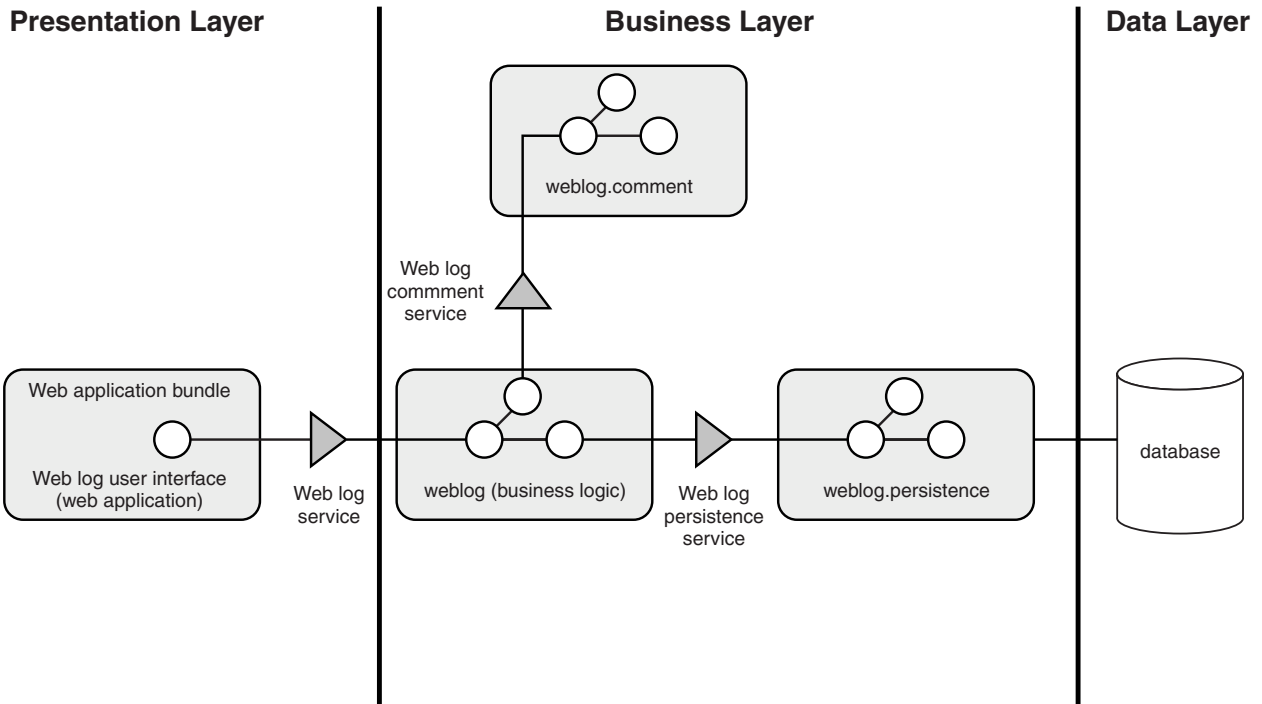 Presentation Layer
Business Layer
Data Layer
weblog.comment
Web log
commment
service
Web application bundle
Web log user interface
(web application)
Web log
service
weblog (business logic)
Web log
persistence
service
weblog.persistence
database